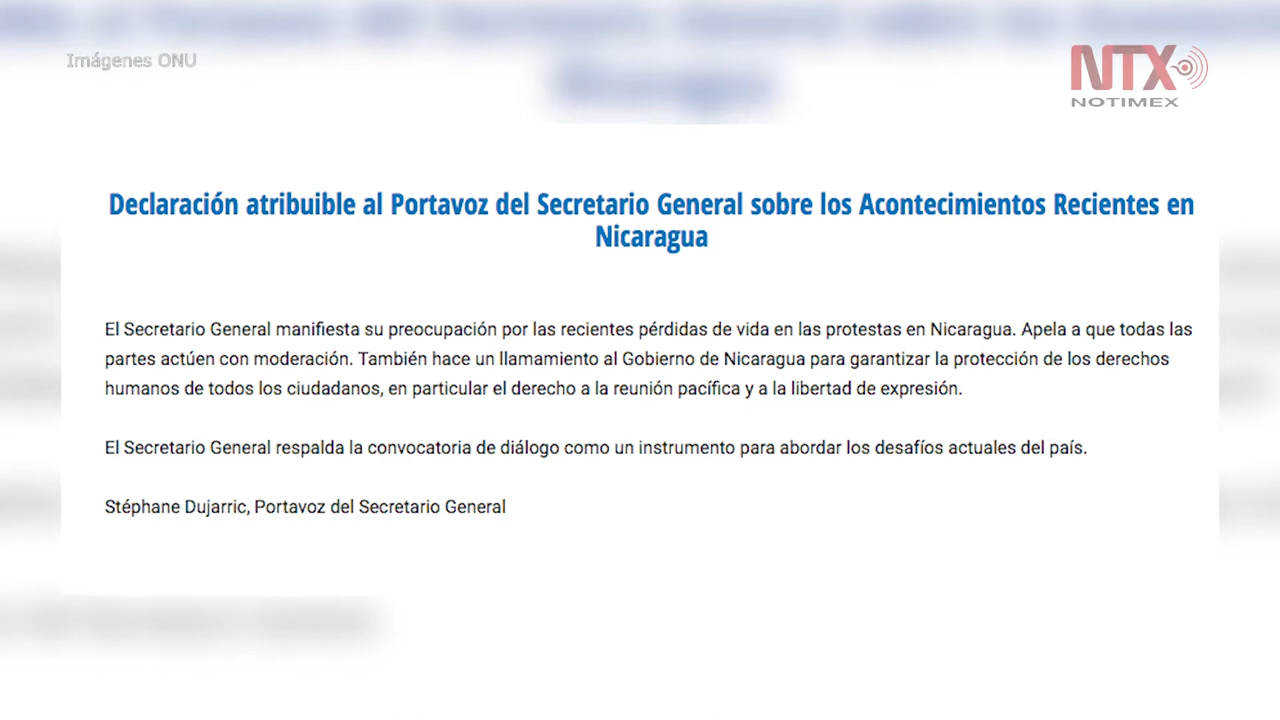 Imágenes ONU
NTX
NOTIMEX
Declaración atribuible al Portavoz del Secretario General sobre los Acontecimientos Recientes en
Nicaragua
El Secretario General manifiesta su preocupación por las recientes pérdidas de vida en las protestas en Nicaragua. Apela a que todas las
partes actúen con moderación. También hace un llamamiento al Gobierno de Nicaragua para garantizar la protección de los derechos
humanos de todos los ciudadanos, en particular el derecho a la reunión pacífica y a la libertad de expresión.
El Secretario General respalda la convocatoria de diálogo como un instrumento para abordar los desafíos actuales del país.
Stéphane Dujarric, Portavoz del Secretario General